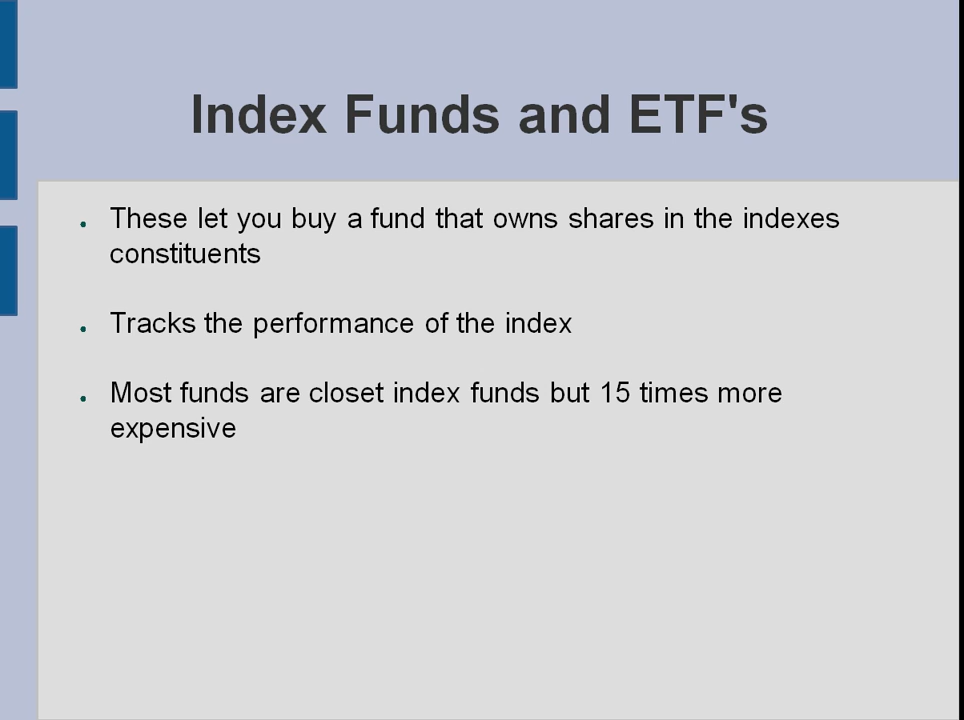 Index Funds and ETF's
● These let you buy a fund that owns shares in the indexes
constituents
● Tracks the performance of the index
● Most funds are closet index funds but 15 times more
expensive